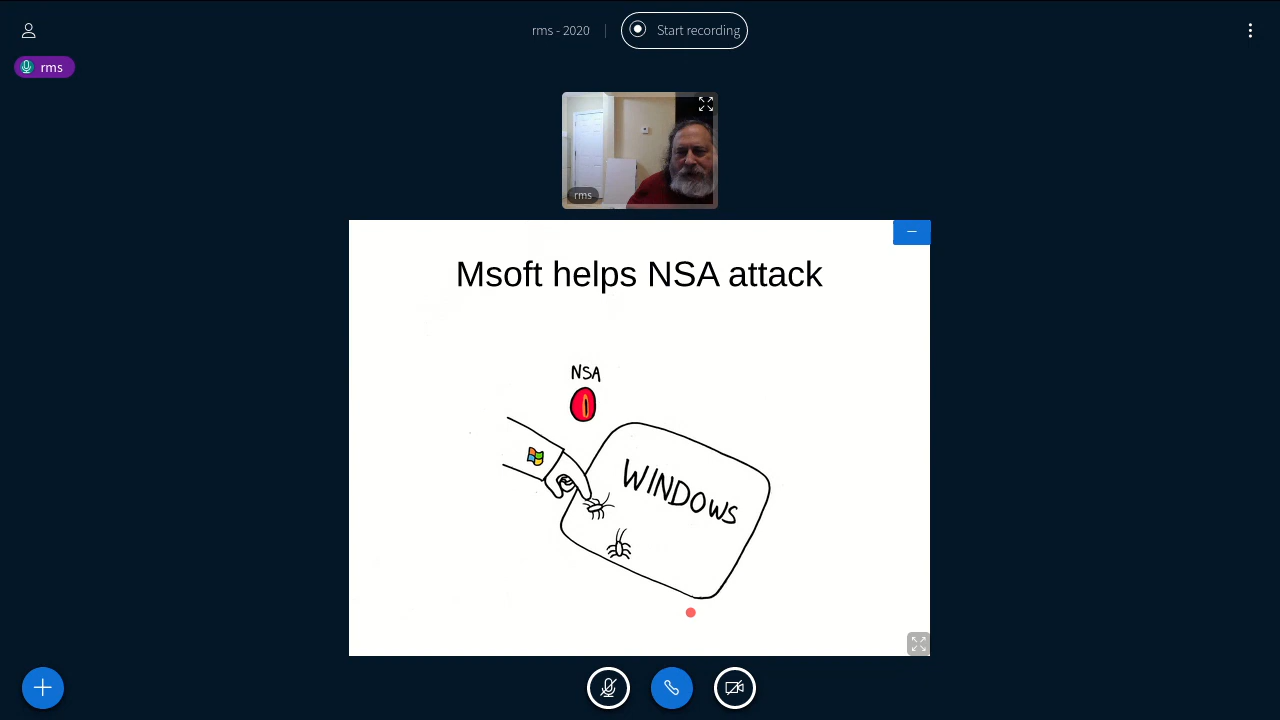 rms - 2020
Start recording
rms
rms
Msoft helps NSA attack
NSA
WINDOWS